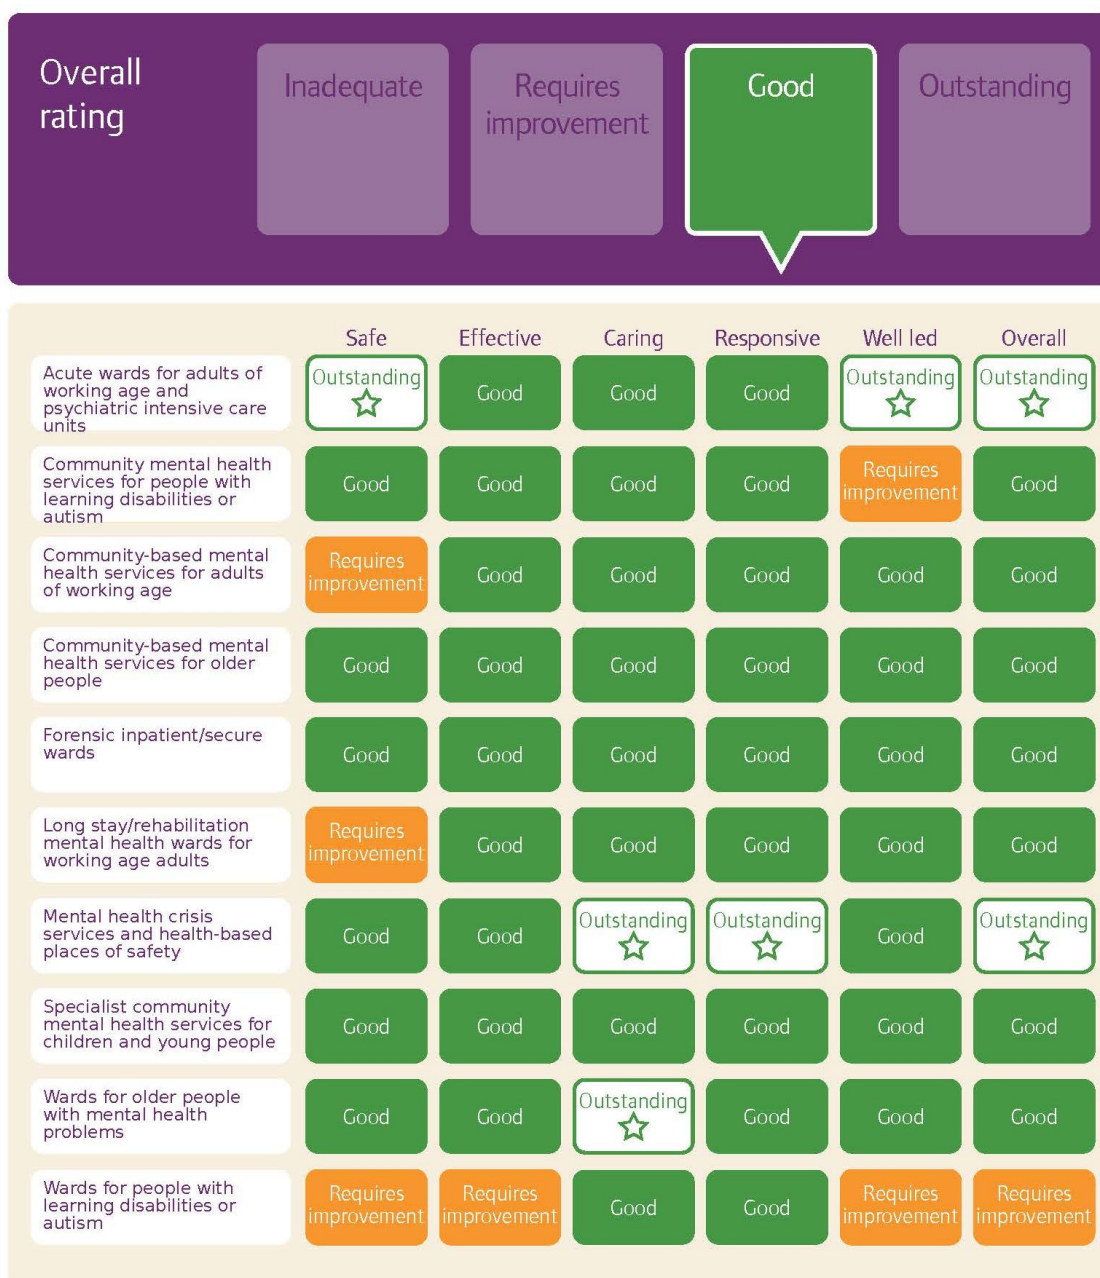 Overall
rating
Inadequate
Requires
improvement
Good
Outstanding
Safe Effective Caring Responsive Well led Overall
Acute wards for adults of
working age and
psychiatric intensive care
units
Outstanding Good Good Good Outstanding Outstanding
Community mental health
services for people with
learning disabilities or
autism
Good Good Good Good Requires
improvement Good
Community-based mental
health services for adults
of working age
Requires
improvement Good Good Good Good Good
Community-based mental
health services for older
people
Good Good Good Good Good Good
Forensic inpatient/secure
wards
Good Good Good Good Good Good
Long stay/rehabilitation
mental health wards for
working age adults
Requires
improvement Good Good Good Good Good
Mental health crisis
services and health-based
places of safety
Good Good Outstanding Outstanding Good Outstanding
Specialist community
mental health services for
children and young people
Good Good Good Good Good Good
Wards for older people
with mental health
problems
Good Good Outstanding Good Good Good
Wards for people with
learning disabilities or
autism
Requires
improvement Requires
improvement Good Good Requires
improvement Requires
improvement